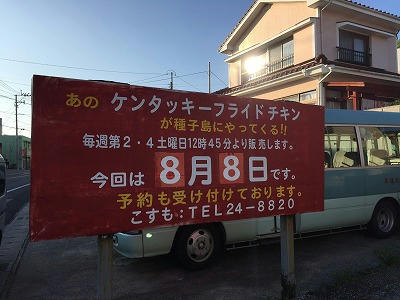 あの ケンタッキーフライドチキン
が種子島にやってくる!!
毎週第2・4土曜日12時45分より販売します。
今回は8月8日です。
予約も受け付けております。
こすも:TEL24-8820